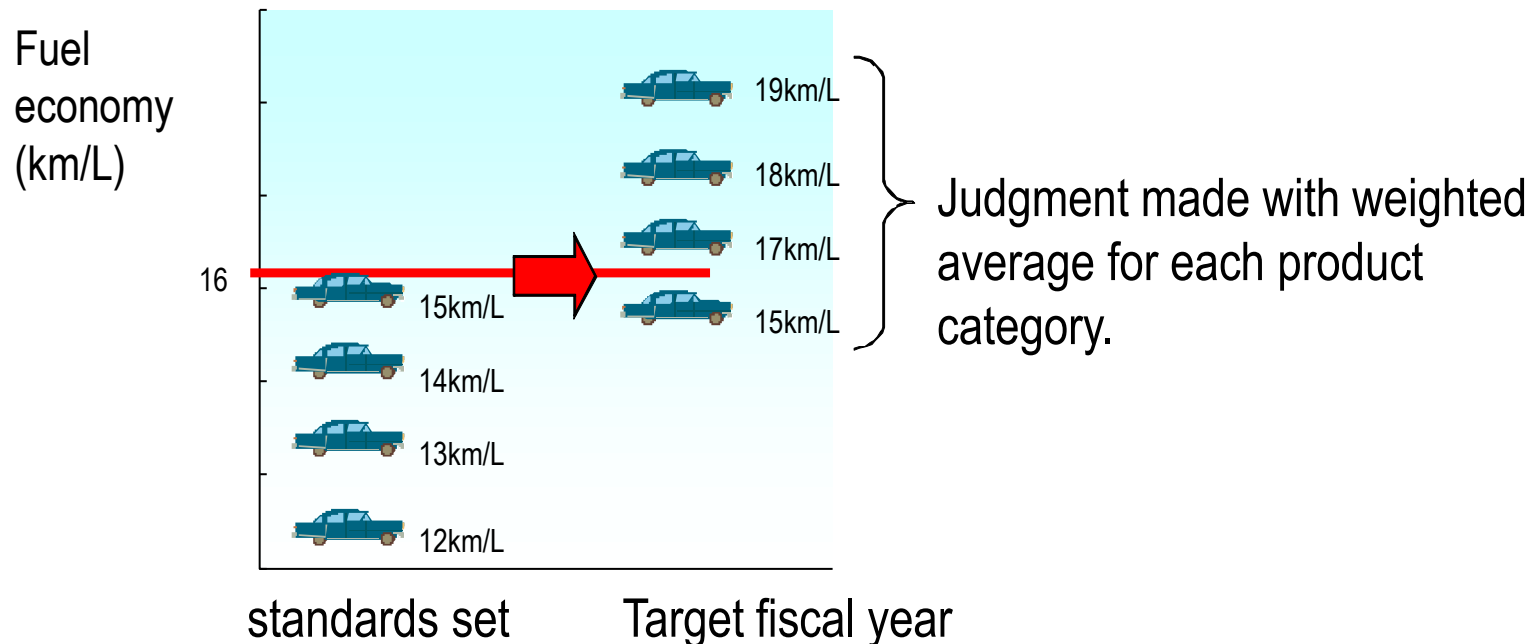 Fuel
economy
(km/L)
19km/L
18km/L
17km/L
16
15km/L
15km/L
14km/L
13km/L
12km/L
Judgment made with weighted
average for each product
category.
standards set
Target fiscal year